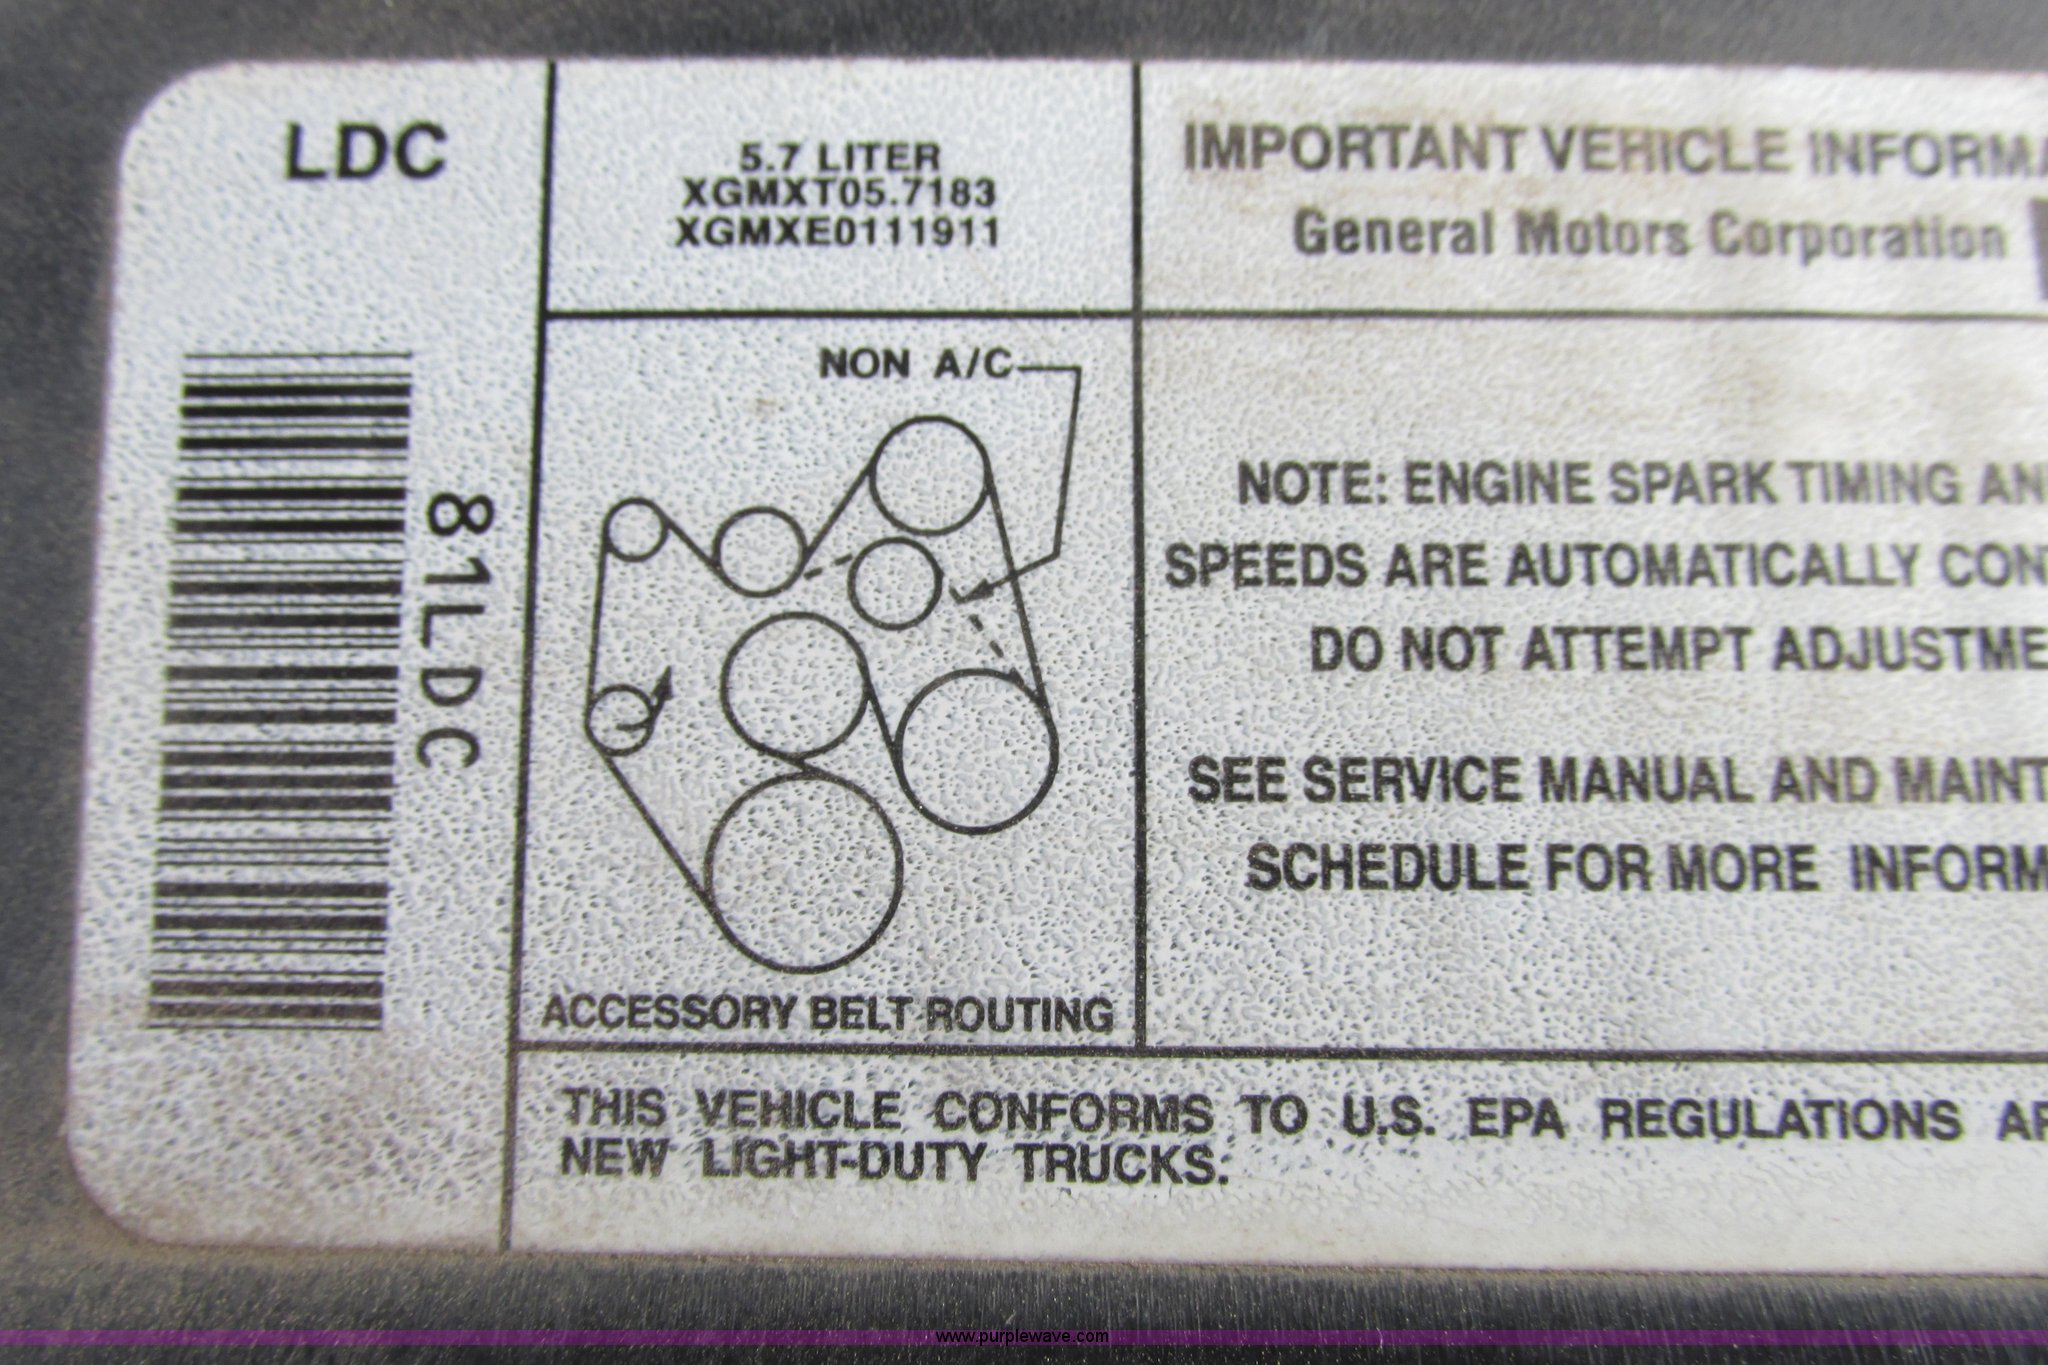 LDC
81LDC
5.7 LITER
XGMXT05.7183
XGMXE0111911
NON A/C
ACCESSORY BELT ROUTING
IMPORTANT VEHICLE INFORMA
General Motors Corporation
NOTE: ENGINE SPARK TIMING AN
SPEEDS ARE AUTOMATICALLY CON
DO NOT ATTEMPT ADJUSTME
SEE SERVICE MANUAL AND MAINT
SCHEDULE FOR MORE INFORM
THIS VEHICLE CONFORMS TO U.S. EPA REGULATIONS AP
NEW LIGHT-DUTY TRUCKS.
www.purplewave.com